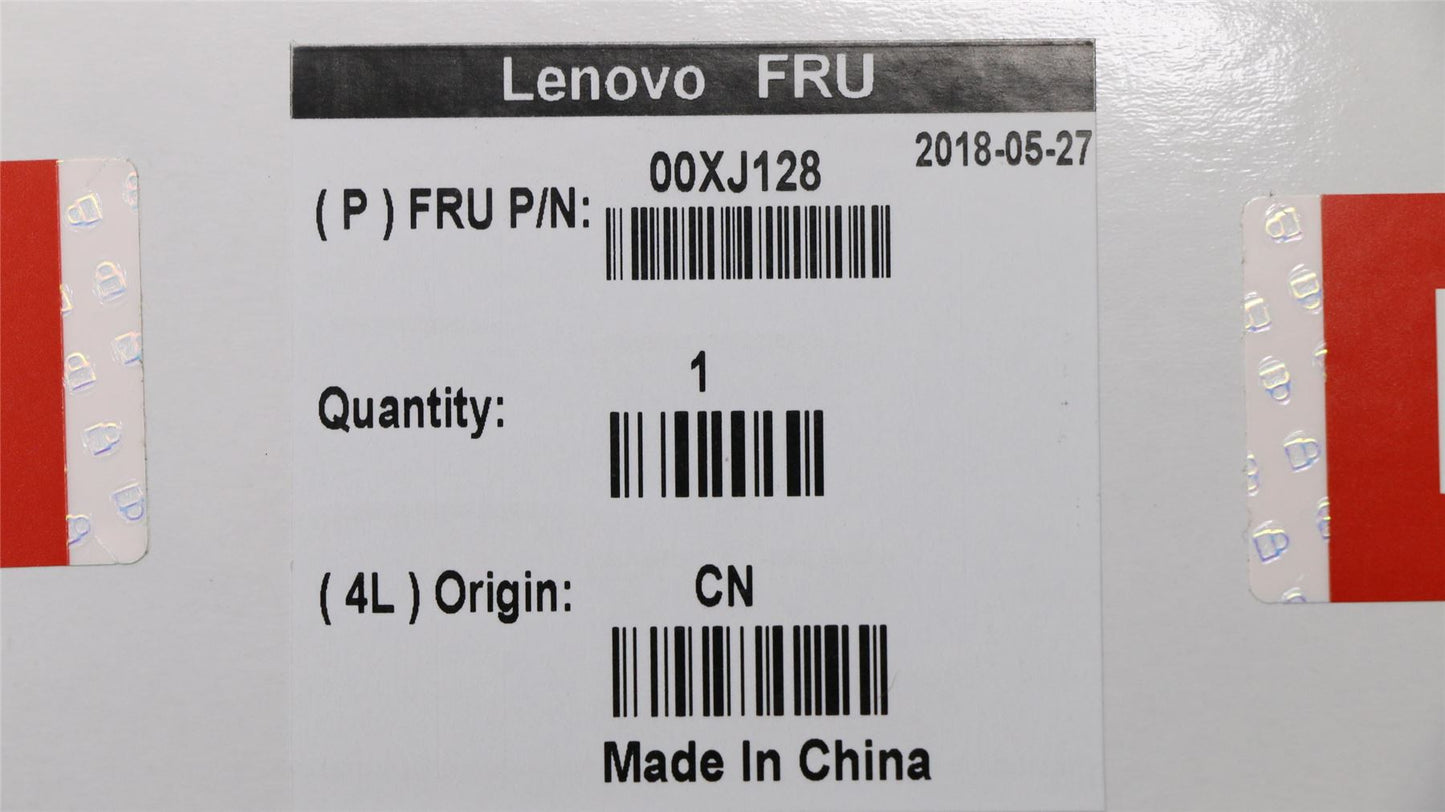 Lenovo FRU
2018-05-27
00XJ128
( P ) FRU P/N:
1
Quantity:
CN
( 4L ) Origin:
Made In China